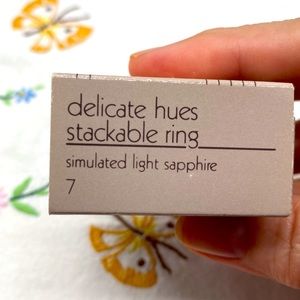 delicate hues
stackable ring
simulated light sapphire
7